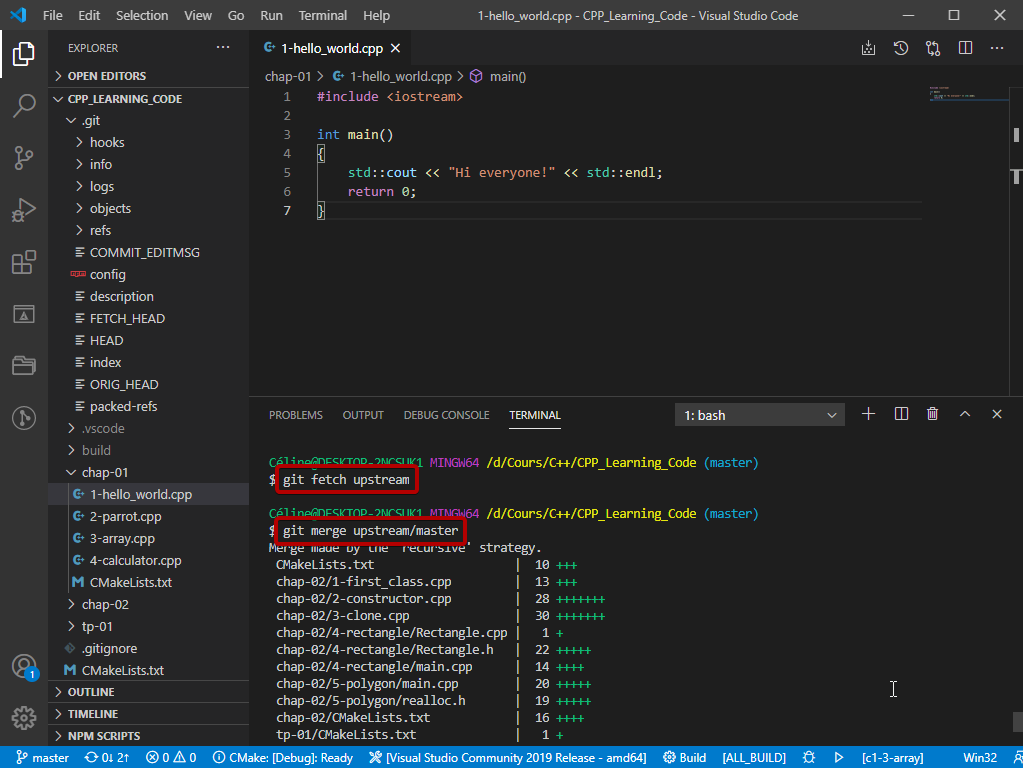 File Edit Selection View Go Run Terminal Help 1-hello_world.cpp - CPP_Learning_Code - Visual Studio Code
EXPLORER
OPEN EDITORS
CPP_LEARNING_CODE
.git
hooks
info
logs
objects
refs
COMMIT_EDITMSG
config
description
FETCH_HEAD
HEAD
index
ORIG_HEAD
packed-refs
.vscode
build
chap-01
1-hello_world.cpp
2-parrot.cpp
3-array.cpp
4-calculator.cpp
CMakeLists.txt
chap-02
tp-01
.gitignore
CMakeLists.txt
OUTLINE
TIMELINE
NPM SCRIPTS
1-hello_world.cpp
chap-01 > 1-hello_world.cpp > main()
1 #include <iostream>
2
3 int main()
4 {
5 std::cout << "Hi everyone!" << std::endl;
6 return 0;
7 }
PROBLEMS OUTPUT DEBUG CONSOLE TERMINAL 1: bash
Céline@DESKTOP-2NCSUK1 MINGW64 /d/Cours/C++/CPP_Learning_Code (master)
$ git fetch upstream
Céline@DESKTOP-2NCSUK1 MINGW64 /d/Cours/C++/CPP_Learning_Code (master)
$ git merge upstream/master
Merge made by the 'recursive' strategy.
CMakeLists.txt | 10 +++
chap-02/1-first_class.cpp | 13 +++
chap-02/2-constructor.cpp | 28 +++++++
chap-02/3-clone.cpp | 30 +++++++
chap-02/4-rectangle/Rectangle.cpp | 1 +
chap-02/4-rectangle/Rectangle.h | 22 +++++
chap-02/4-rectangle/main.cpp | 14 ++++
chap-02/5-polygon/main.cpp | 20 +++++
chap-02/5-polygon/realloc.h | 19 +++++
chap-02/CMakeLists.txt | 16 ++++
tp-01/CMakeLists.txt | 1 +
1
master 0↓ 2↑ 0 0 CMake: [Debug]: Ready [Visual Studio Community 2019 Release - amd64] Build [ALL_BUILD] [c1-3-array] Win32